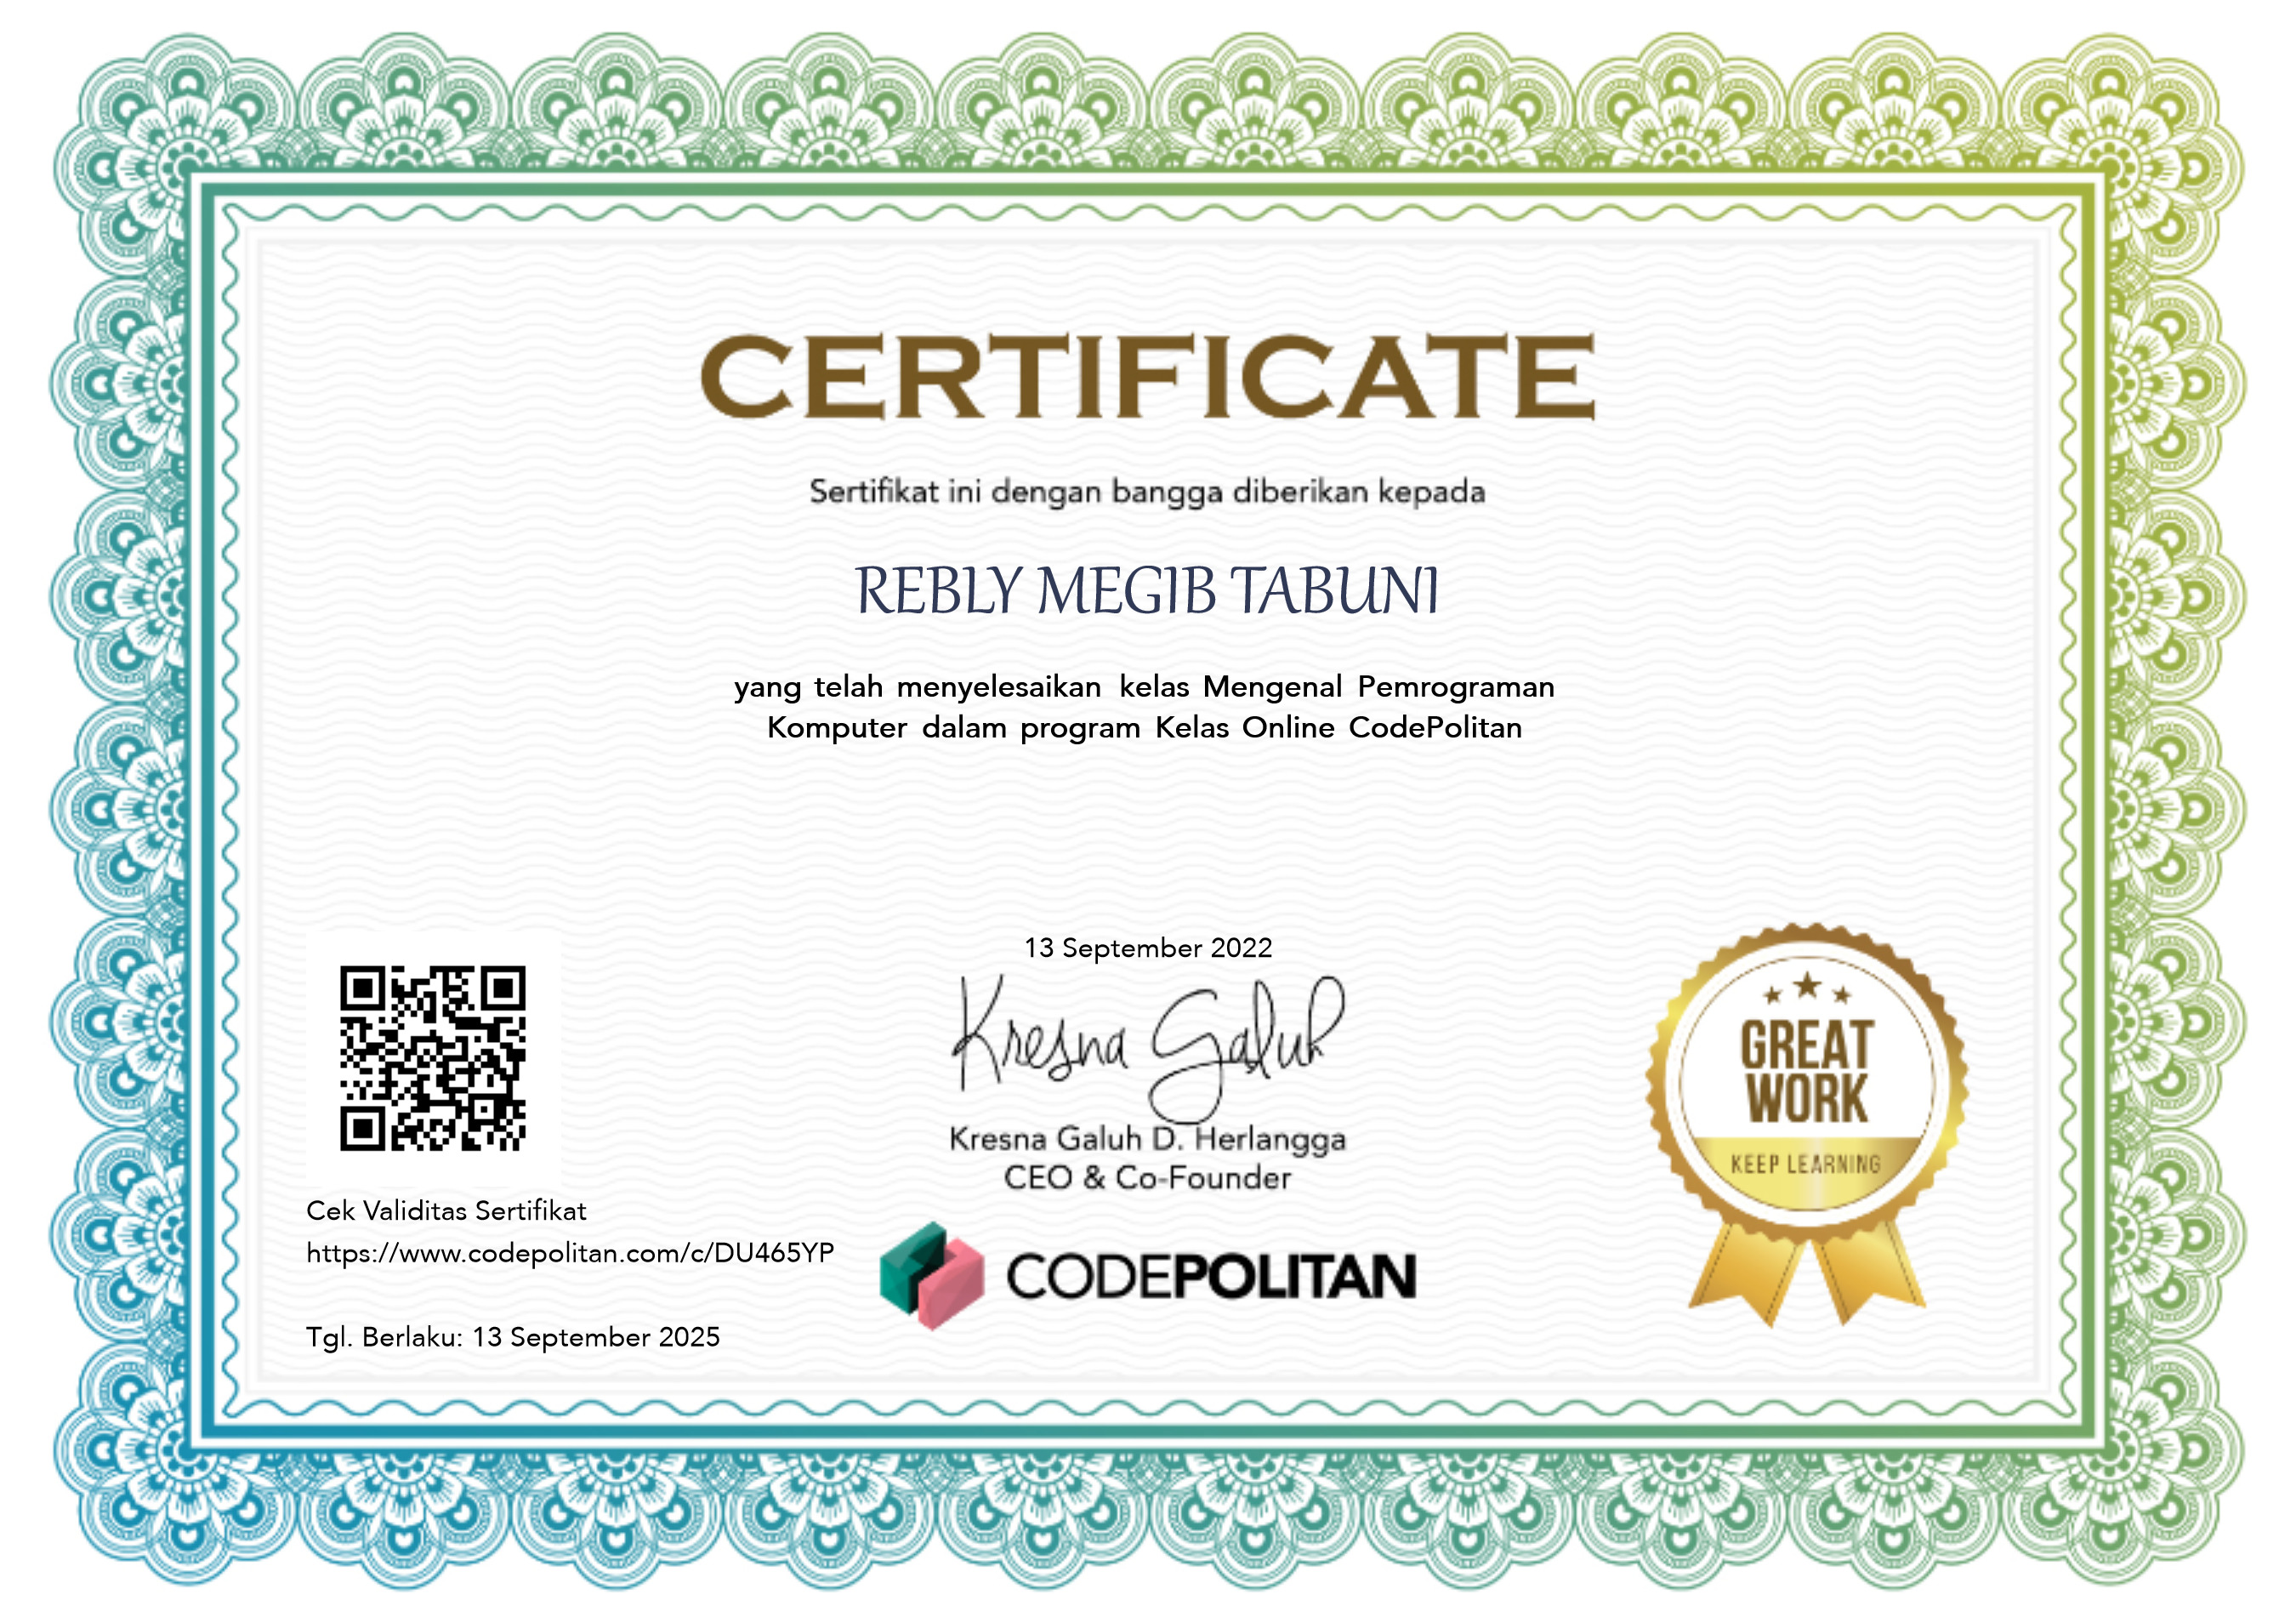 CERTIFICATE
Sertifikat ini dengan bangga diberikan kepada
REBLY MEGIB TABUNI
yang telah menyelesaikan kelas Mengenal Pemrograman
Komputer dalam program Kelas Online CodePolitan
13 September 2022
Kresna Galuh
Kresna Galuh D. Herlangga
CEO & Co-Founder
CODEPOLITAN
Cek Validitas Sertifikat
https://www.codepolitan.com/c/DU465YP
Tgl. Berlaku: 13 September 2025
GREAT
WORK
KEEP LEARNING